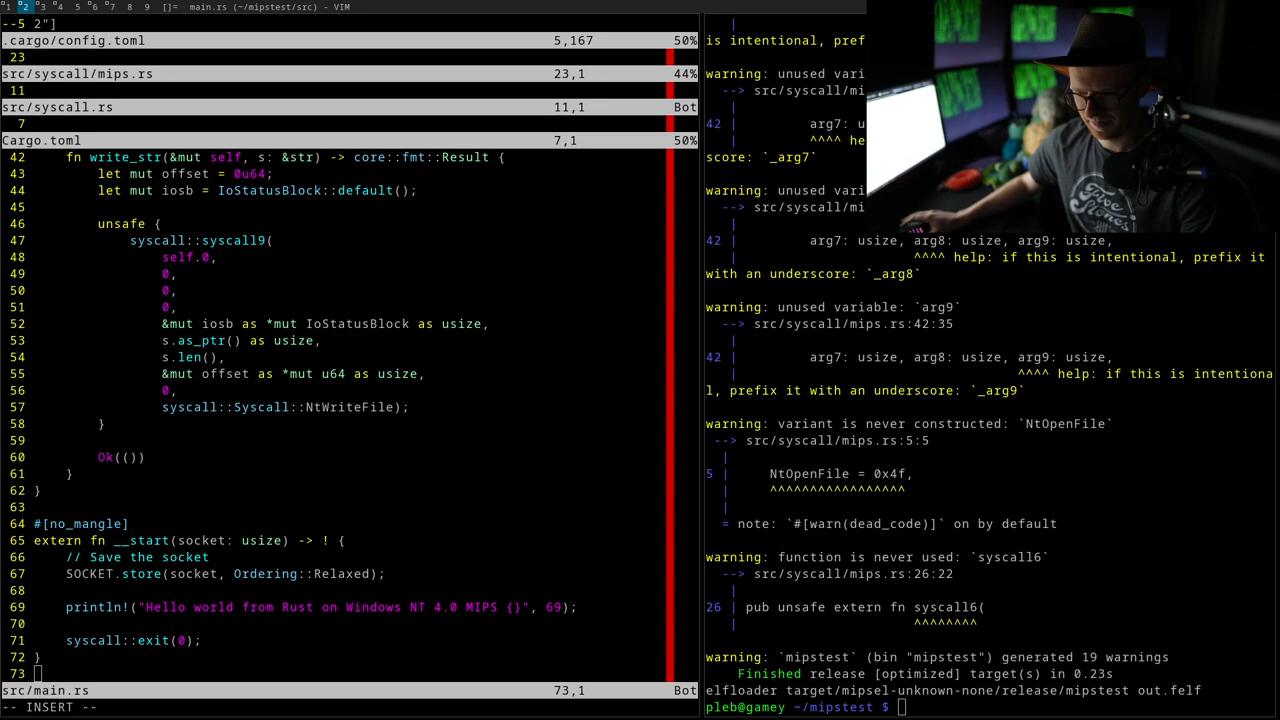 1 2 3 4 5 6 7 8 9 []= main.rs (~/mipstest/src) - VIM
--5 2"]
.cargo/config.toml 5,167 50%
23
src/syscall/mips.rs 23,1 44%
11
src/syscall.rs 11,1 Bot
7
Cargo.toml 7,1 50%
42 fn write_str(&mut self, s: &str) -> core::fmt::Result {
43 let mut offset = 0u64;
44 let mut iosb = IoStatusBlock::default();
45
46 unsafe {
47 syscall::syscall9(
48 self.0,
49 0,
50 0,
51 0,
52 &mut iosb as *mut IoStatusBlock as usize,
53 s.as_ptr() as usize,
54 s.len(),
55 &mut offset as *mut u64 as usize,
56 0,
57 syscall::Syscall::NtWriteFile);
58 }
59
60 Ok(())
61 }
62 }
63
64 #[no_mangle]
65 extern fn __start(socket: usize) -> ! {
66 // Save the socket
67 SOCKET.store(socket, Ordering::Relaxed);
68
69 println!("Hello world from Rust on Windows NT 4.0 MIPS {}", 69);
70
71 syscall::exit(0);
72 }
73
src/main.rs 73,1 Bot
-- INSERT --
|
is intentional, pref
warning: unused vari
--> src/syscall/mi
|
42 | arg7: u
| ^^^^ he
score: `_arg7`
warning: unused vari
--> src/syscall/mi
42 | arg7: usize, arg8: usize, arg9: usize,
| ^^^^ help: if this is intentional, prefix it
with an underscore: `_arg8`
warning: unused variable: `arg9`
--> src/syscall/mips.rs:42:35
|
42 | arg7: usize, arg8: usize, arg9: usize,
| ^^^^ help: if this is intentiona
l, prefix it with an underscore: `_arg9`
warning: variant is never constructed: `NtOpenFile`
--> src/syscall/mips.rs:5:5
|
5 | NtOpenFile = 0x4f,
| ^^^^^^^^^^^^^^^^^
|
= note: `#[warn(dead_code)]` on by default
warning: function is never used: `syscall6`
--> src/syscall/mips.rs:26:22
|
26 | pub unsafe extern fn syscall6(
| ^^^^^^^^
warning: `mipstest` (bin "mipstest") generated 19 warnings
Finished release [optimized] target(s) in 0.23s
elfloader target/mipsel-unknown-none/release/mipstest out.felf
pleb@gamey ~/mipstest $